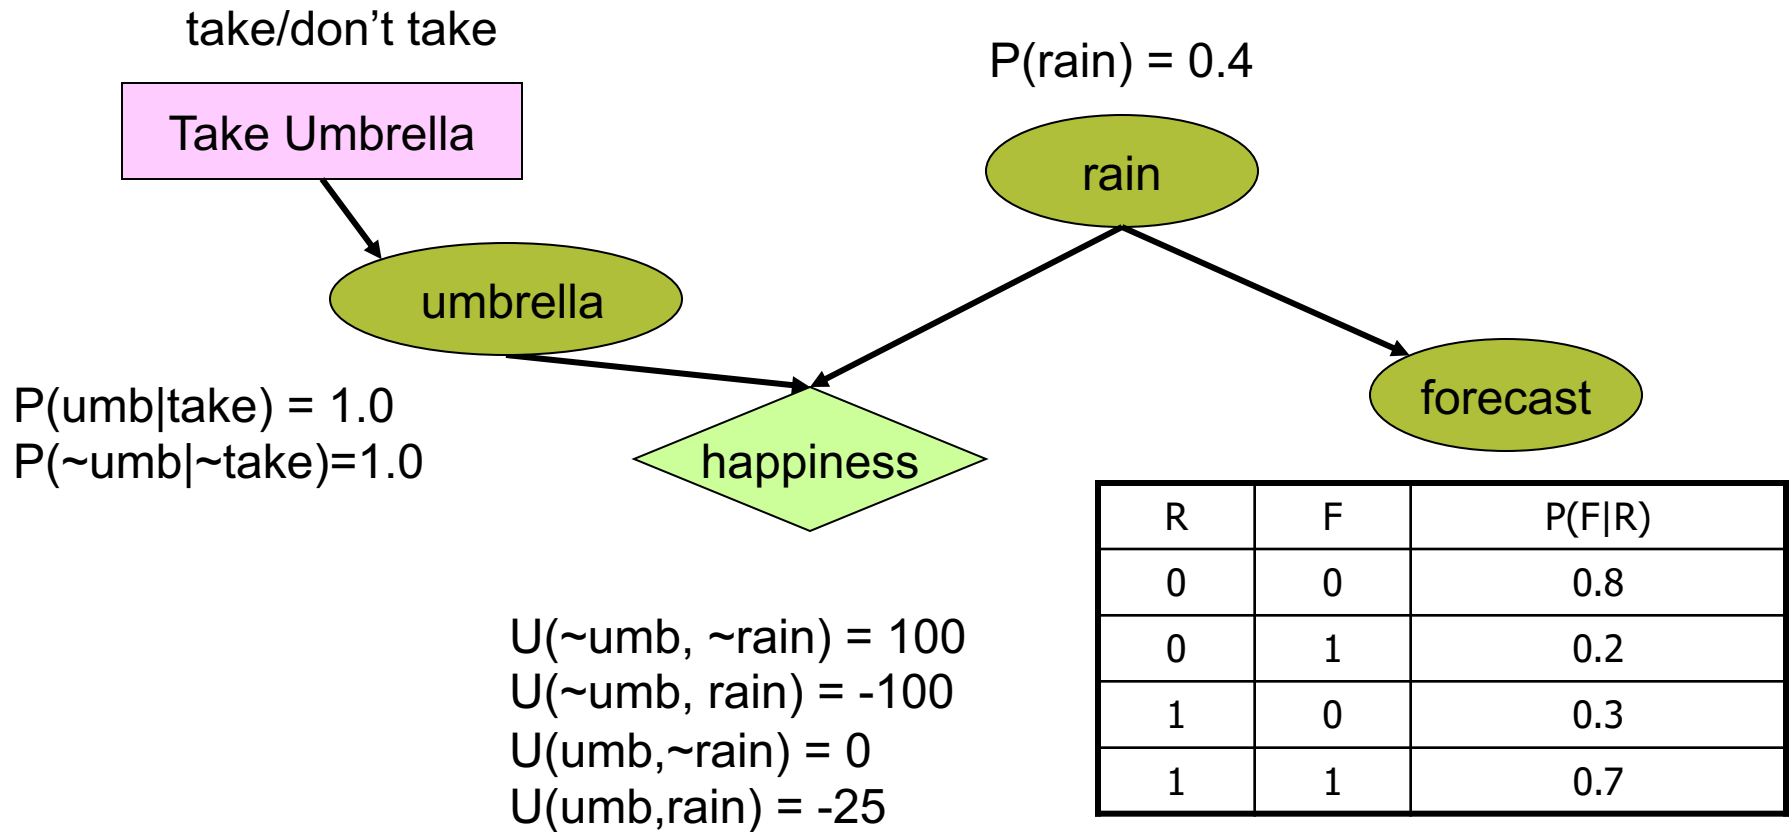 take/don’t take
P(rain) = 0.4
Take Umbrella
rain
umbrella
P(umb|take) = 1.0
P(~umb|~take)=1.0
happiness
forecast
R F P(F|R)
0 0 0.8
0 1 0.2
1 0 0.3
1 1 0.7
U(~umb, ~rain) = 100
U(~umb, rain) = -100
U(umb,~rain) = 0
U(umb,rain) = -25